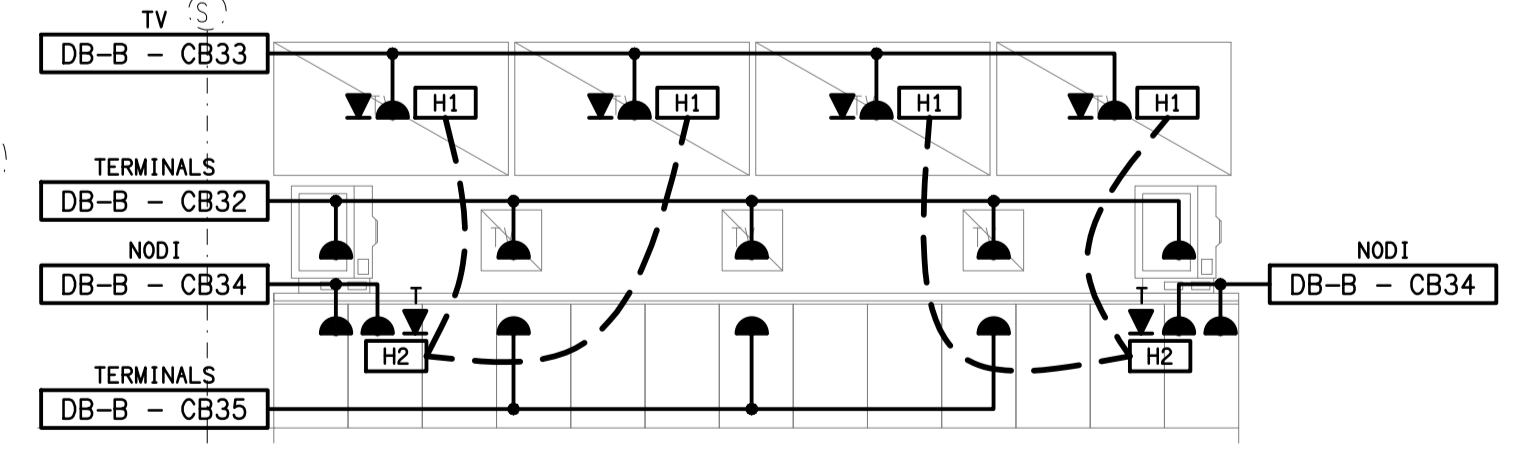 S
TV
DB-B - CB33
H1 H1 H1 H1
TERMINALS
DB-B - CB32
NODI
DB-B - CB34
NODI
DB-B - CB34
T T
H2 H2
TERMINALS
DB-B - CB35